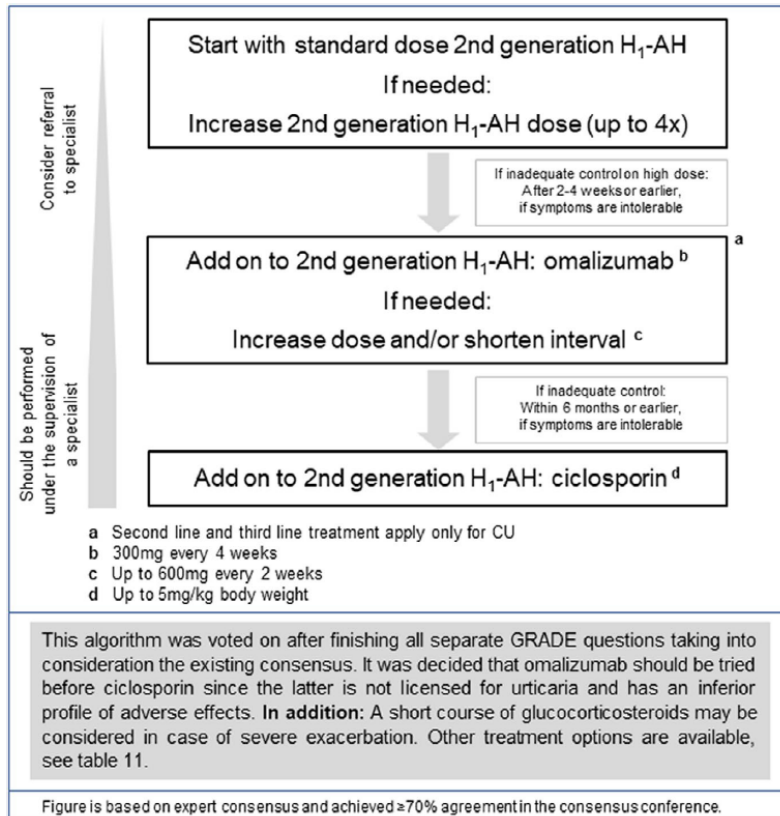 Start with standard dose 2nd generation H₁-AH
If needed:
Increase 2nd generation H₁-AH dose (up to 4x)
Consider referral
to specialist
If inadequate control on high dose:
After 2-4 weeks or earlier,
if symptoms are intolerable
a
Add on to 2nd generation H₁-AH: omalizumab ᵇ
If needed:
Increase dose and/or shorten interval ᶜ
Should be performed
under the supervision of
a specialist
If inadequate control:
Within 6 months or earlier,
if symptoms are intolerable
Add on to 2nd generation H₁-AH: ciclosporin ᵈ
a Second line and third line treatment apply only for CU
b 300mg every 4 weeks
c Up to 600mg every 2 weeks
d Up to 5mg/kg body weight
This algorithm was voted on after finishing all separate GRADE questions taking into
consideration the existing consensus. It was decided that omalizumab should be tried
before ciclosporin since the latter is not licensed for urticaria and has an inferior
profile of adverse effects. In addition: A short course of glucocorticosteroids may be
considered in case of severe exacerbation. Other treatment options are available,
see table 11.
Figure is based on expert consensus and achieved ≥70% agreement in the consensus conference.